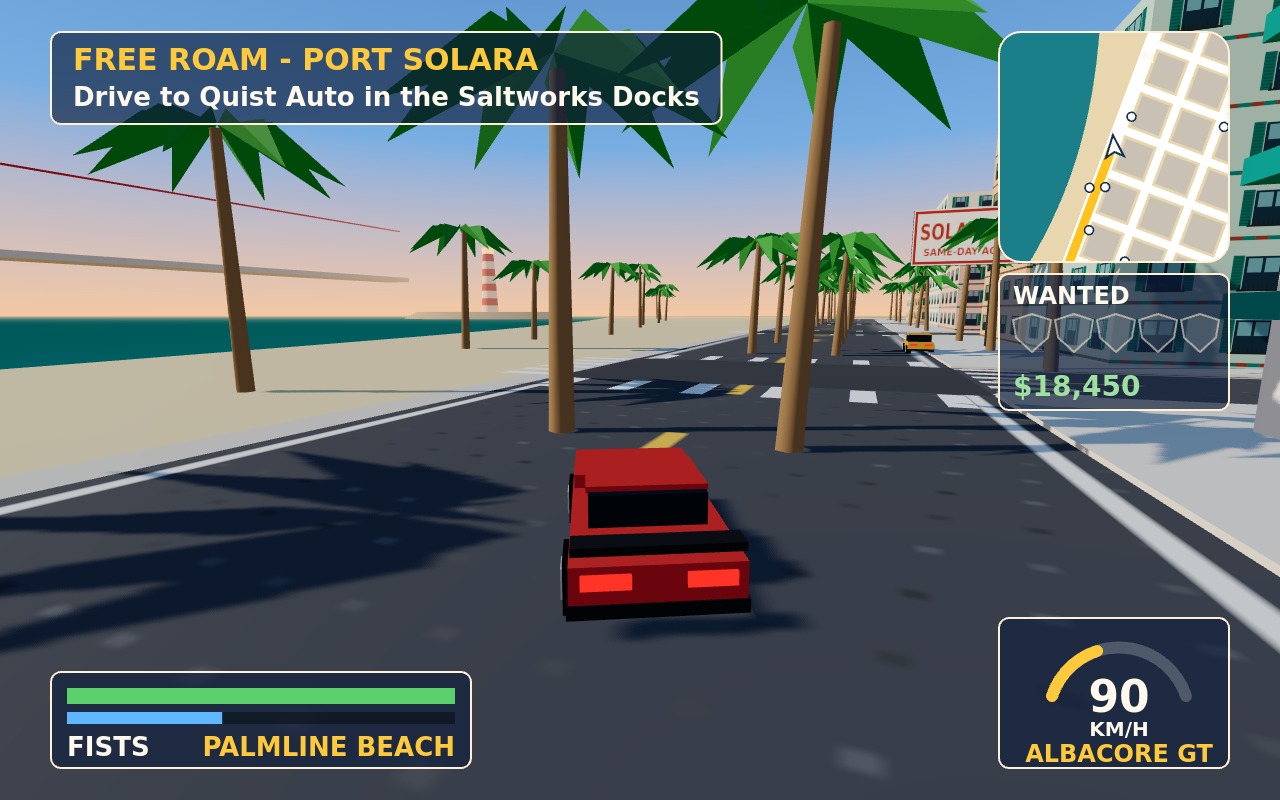 FREE ROAM - PORT SOLARA
Drive to Quist Auto in the Saltworks Docks
WANTED
$18,450
FISTS
PALMLINE BEACH
90
KM/H
ALBACORE GT